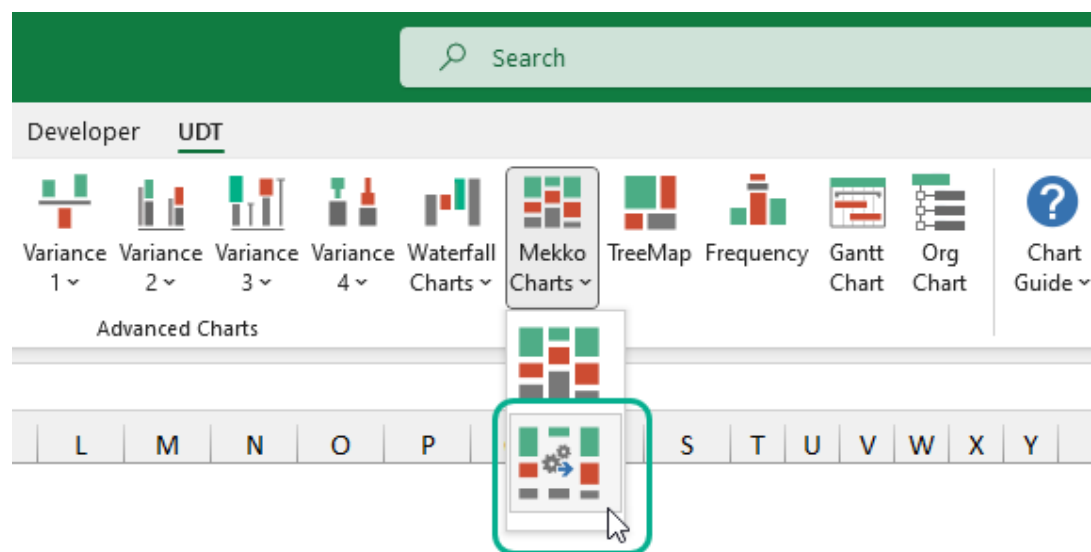 Search
Developer UDT
Variance Variance Variance Variance Waterfall Mekko TreeMap Frequency Gantt Org Chart
1 2 3 4 Charts Charts Chart Chart Guide
Advanced Charts
L M N O P S T U V W X Y